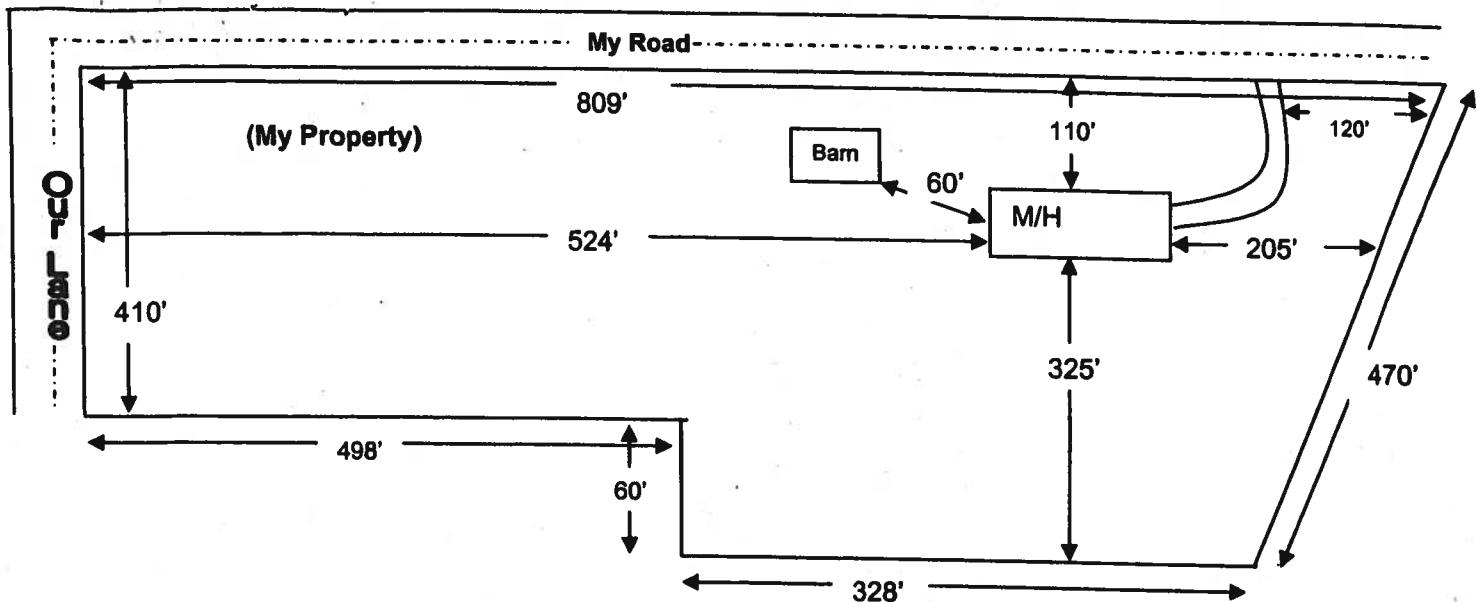 My Road
809'
(My Property)
110'
120'
Barn
60'
M/H
Our Lane
524'
205'
410'
325'
470'
498'
60'
328'